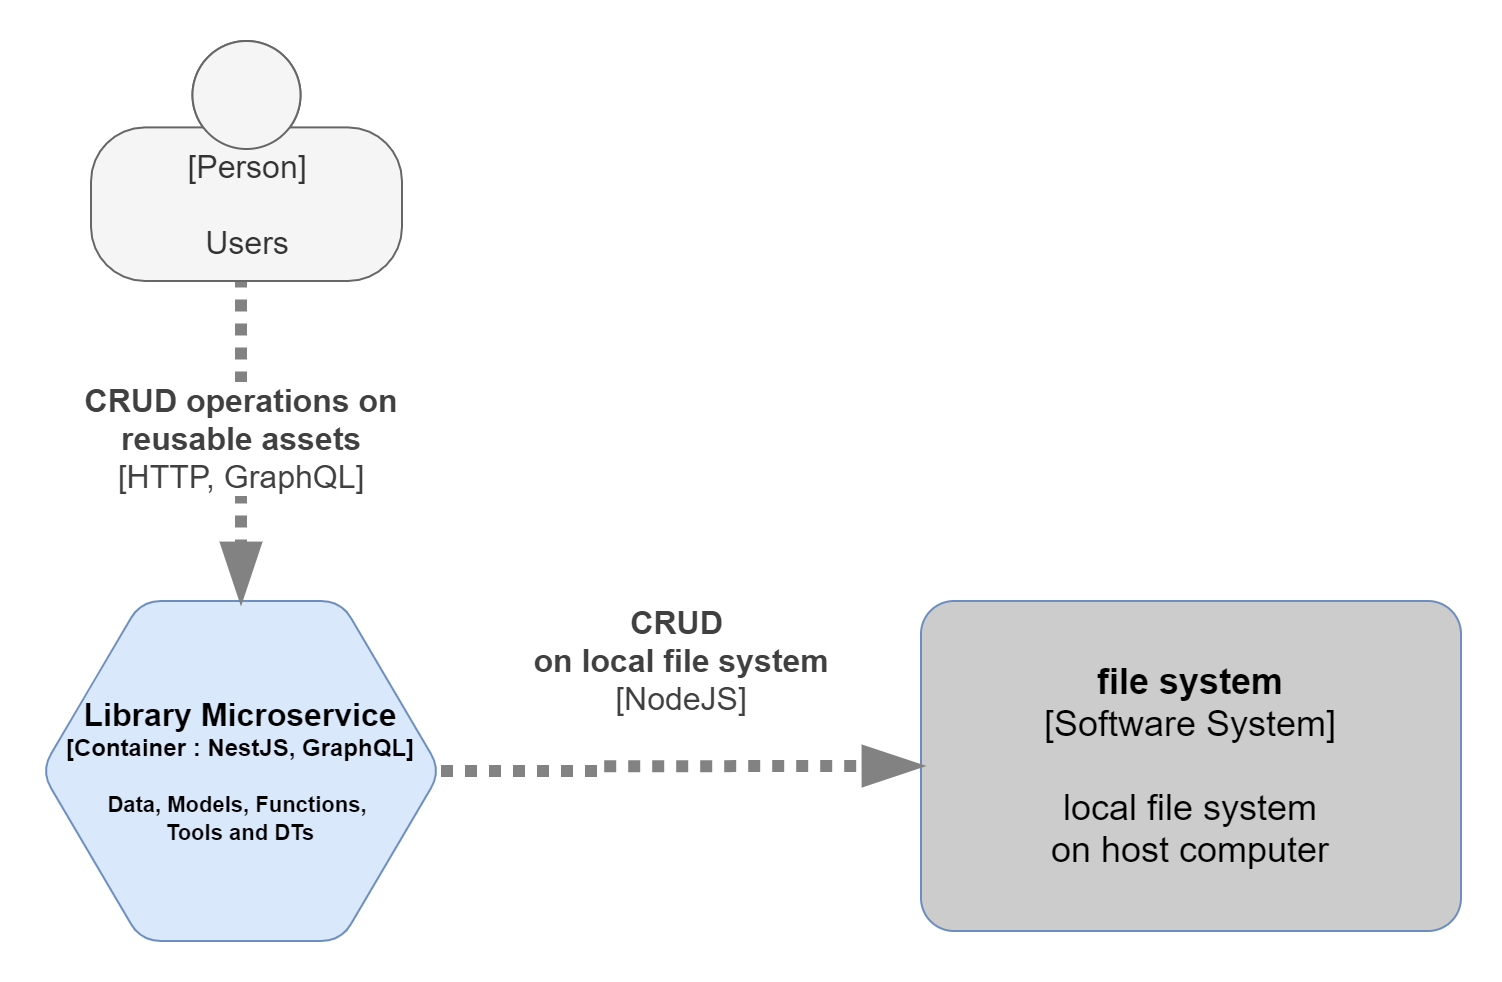 [Person]
Users
CRUD operations on
reusable assets
[HTTP, GraphQL]
CRUD
on local file system
[NodeJS]
Library Microservice
[Container : NestJS, GraphQL]
Data, Models, Functions,
Tools and DTs
file system
[Software System]
local file system
on host computer